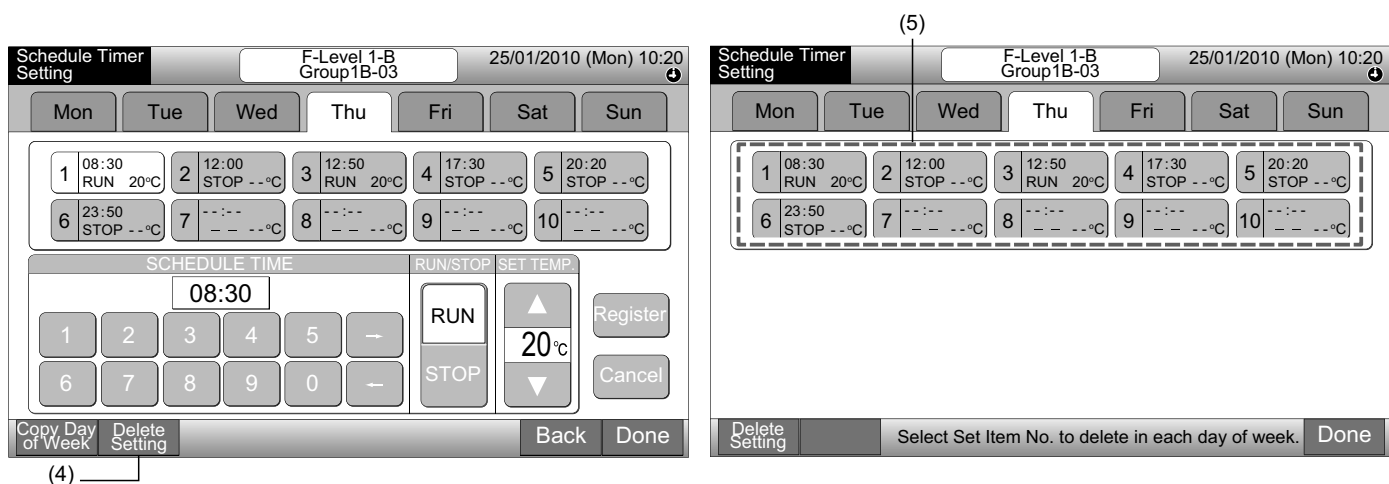 (5)
Schedule Timer
Setting
F-Level 1-B
Group1B-03
25/01/2010 (Mon) 10:20
Mon Tue Wed Thu Fri Sat Sun
1 08:30 RUN 20°C
2 12:00 STOP --°C
3 12:50 RUN 20°C
4 17:30 STOP --°C
5 20:20 STOP --°C
6 23:50 STOP --°C
7 --:-- _ _ --°C
8 --:-- _ _ --°C
9 --:-- _ _ --°C
10 --:-- _ _ --°C
SCHEDULE TIME
RUN/STOP
SET TEMP.
08:30
1 2 3 4 5 →
6 7 8 9 0 ←
RUN
STOP
▲
20°C
▼
Register
Cancel
Copy Day
of Week
Delete
Setting
Back
Done
(4)
Schedule Timer
Setting
F-Level 1-B
Group1B-03
25/01/2010 (Mon) 10:20
Mon Tue Wed Thu Fri Sat Sun
1 08:30 RUN 20°C
2 12:00 STOP --°C
3 12:50 RUN 20°C
4 17:30 STOP --°C
5 20:20 STOP --°C
6 23:50 STOP --°C
7 --:-- _ _ --°C
8 --:-- _ _ --°C
9 --:-- _ _ --°C
10 --:-- _ _ --°C
Delete
Setting
Select Set Item No. to delete in each day of week.
Done